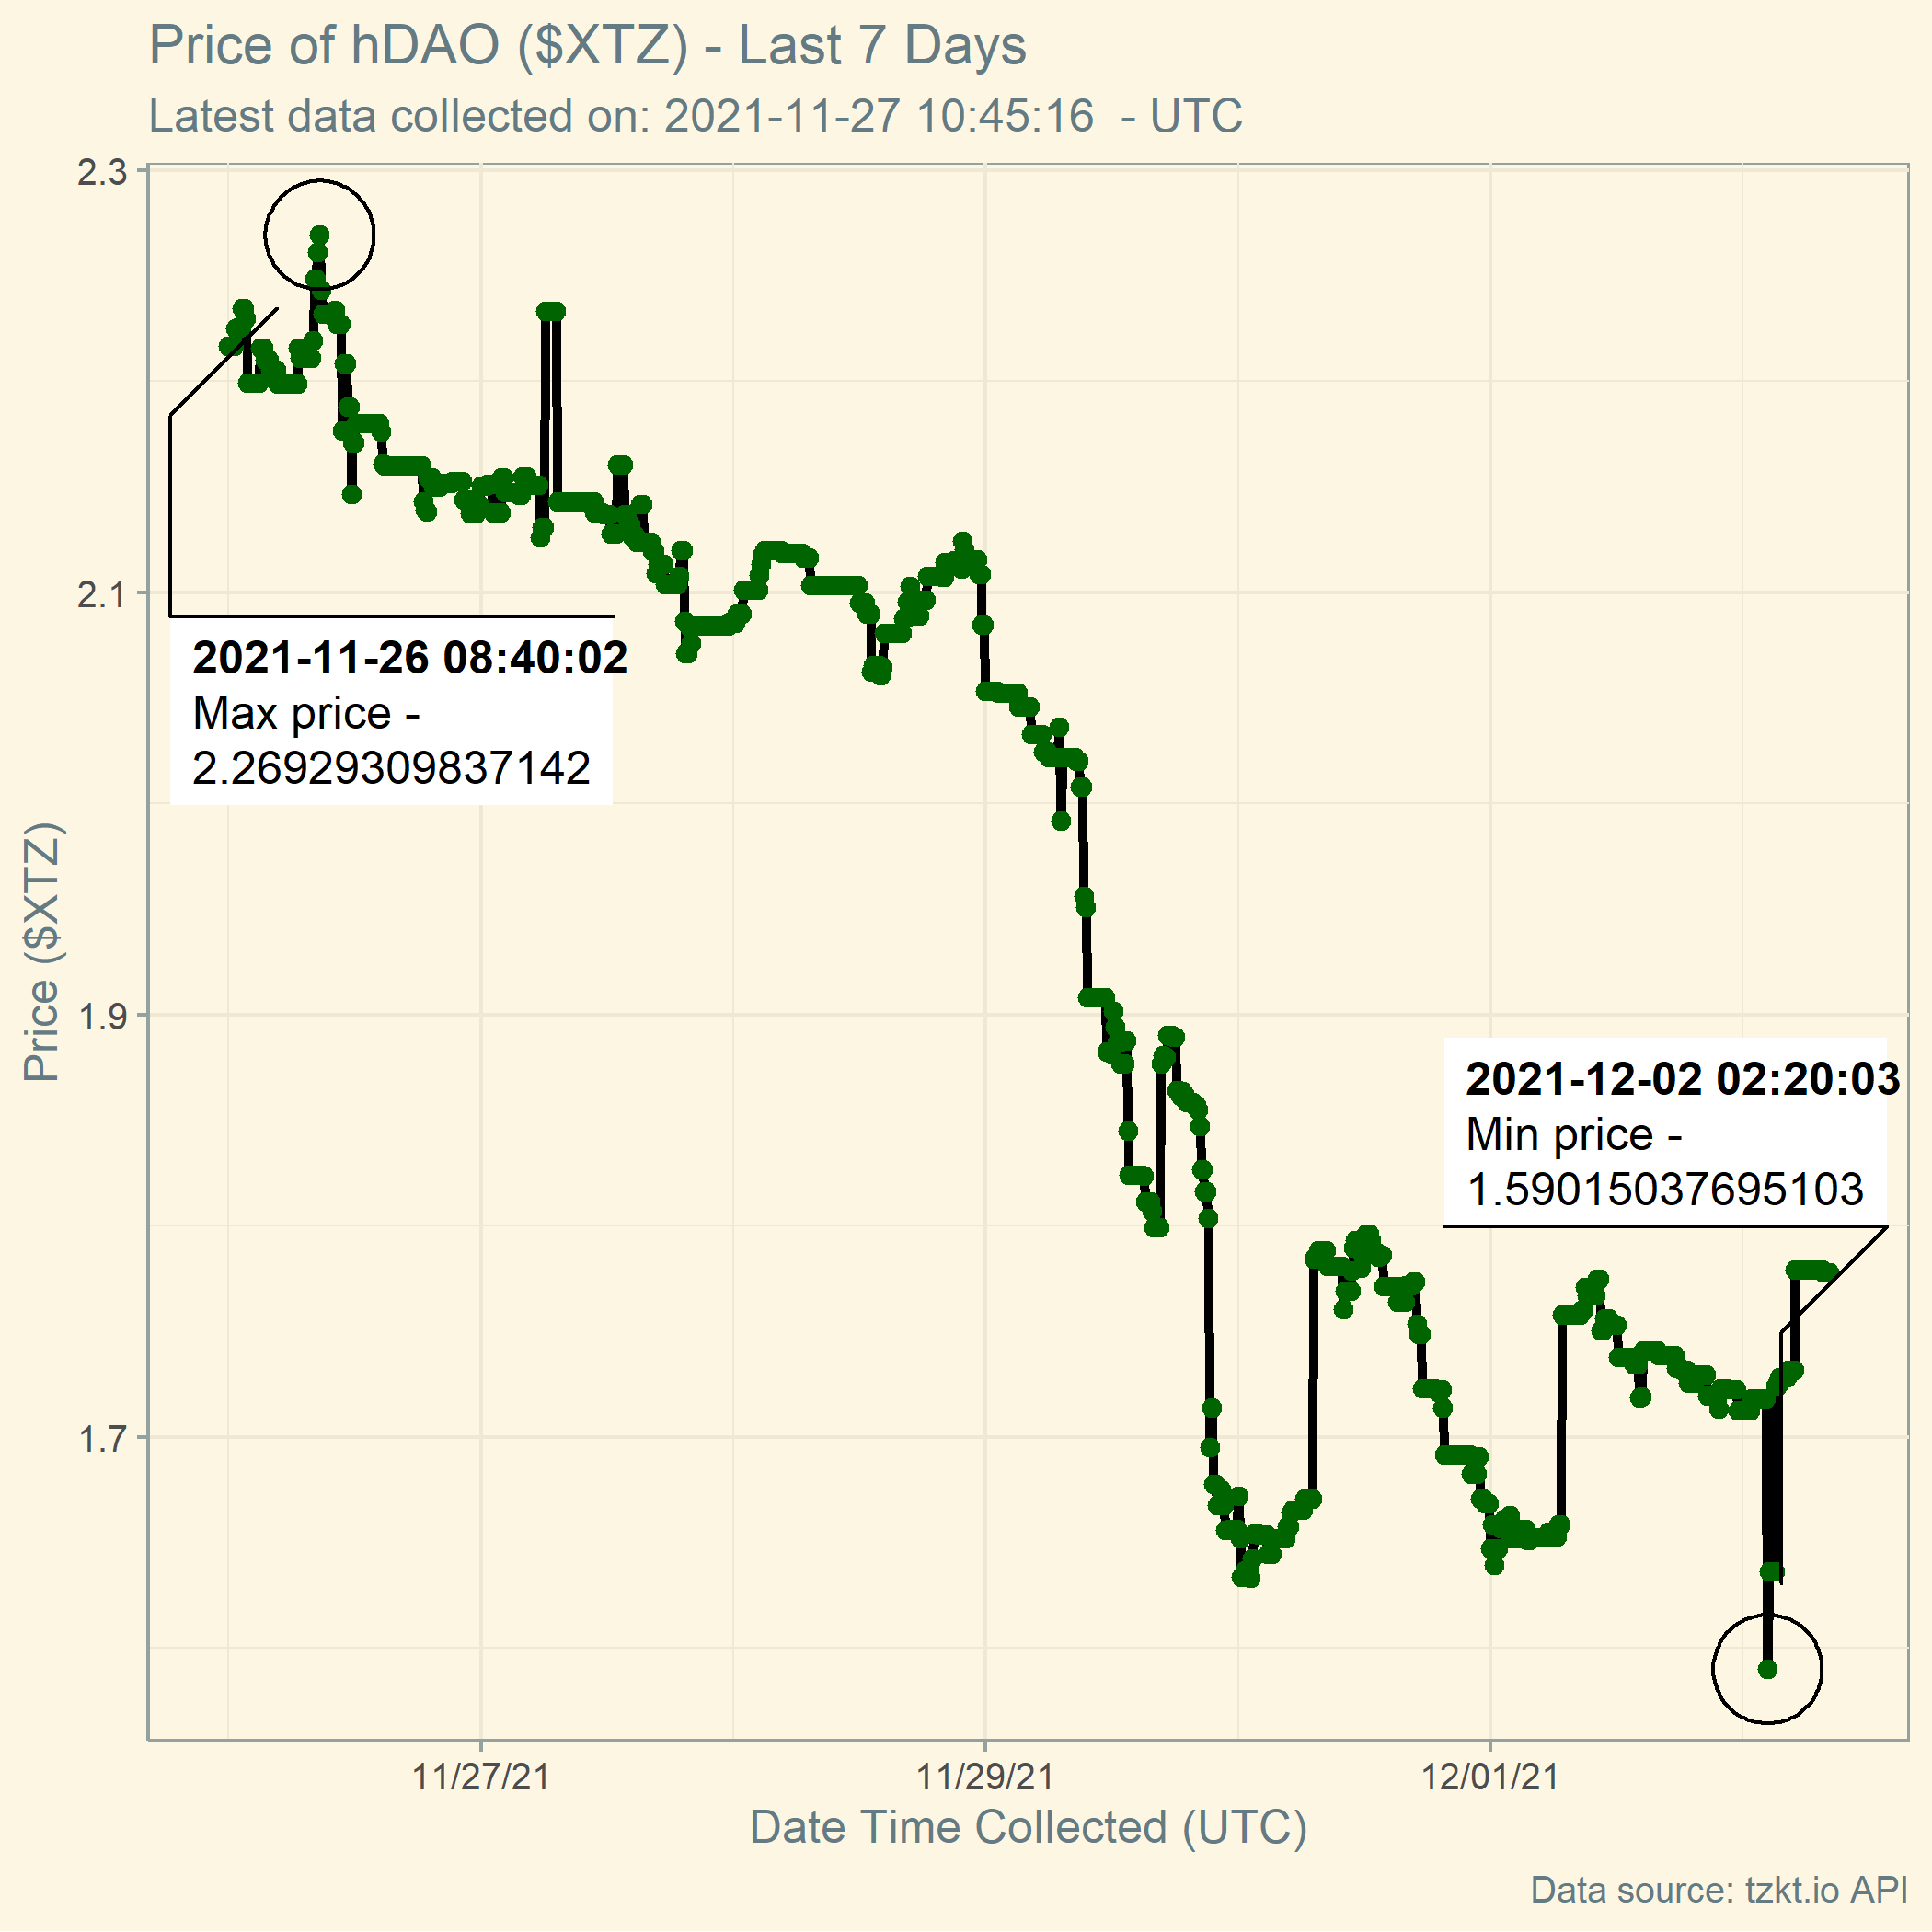 Price of hDAO ($XTZ) - Last 7 Days
Latest data collected on: 2021-11-27 10:45:16  - UTC
2.3
2.1
1.9
1.7
Price ($XTZ)
2021-11-26 08:40:02
Max price -
2.26929309837142
2021-12-02 02:20:03
Min price -
1.59015037695103
11/27/21
11/29/21
12/01/21
Date Time Collected (UTC)
Data source: tzkt.io API